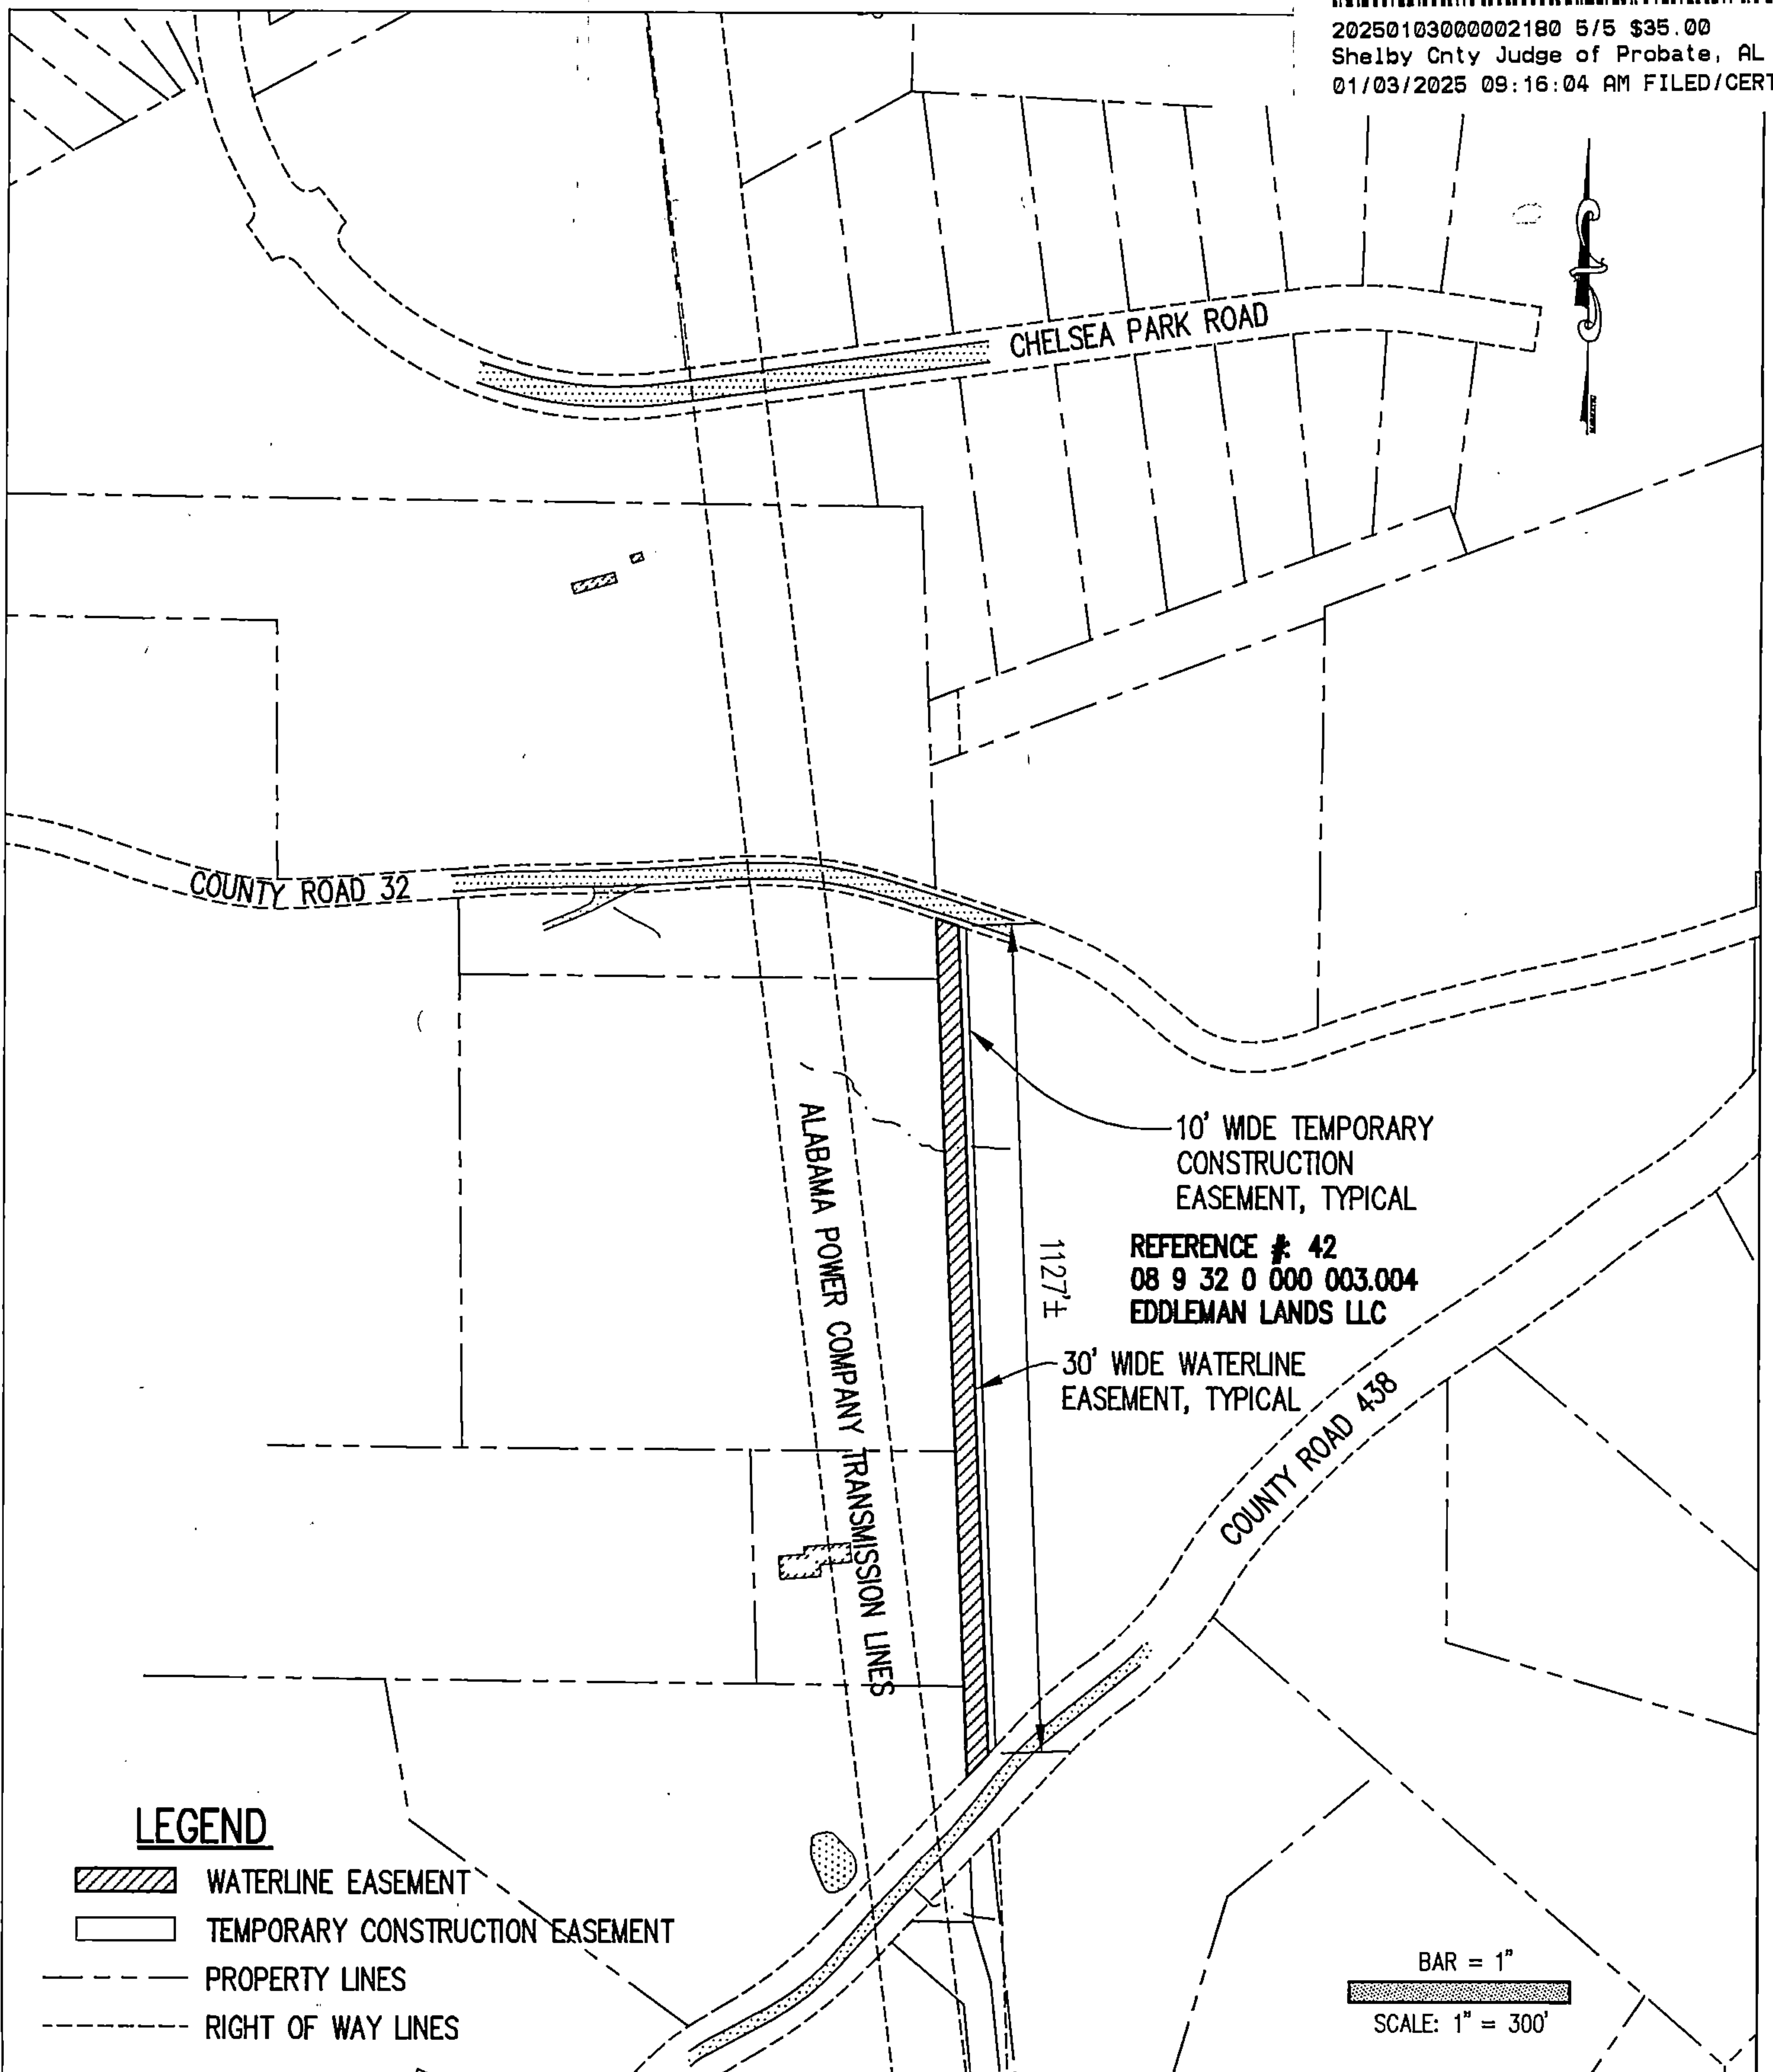 20250103000002180 5/5 $35.00
Shelby Cnty Judge of Probate, AL
01/03/2025 09:16:04 AM FILED/CERT
CHELSEA PARK ROAD
COUNTY ROAD 32
10' WIDE TEMPORARY
CONSTRUCTION
EASEMENT, TYPICAL
ALABAMA POWER COMPANY TRANSMISSION LINES
1127'±
REFERENCE #: 42
08 9 32 0 000 003.004
EDDLEMAN LANDS LLC
30' WIDE WATERLINE
EASEMENT, TYPICAL
COUNTY ROAD 438
LEGEND
WATERLINE EASEMENT
TEMPORARY CONSTRUCTION EASEMENT
PROPERTY LINES
RIGHT OF WAY LINES
BAR = 1"
SCALE: 1" = 300'